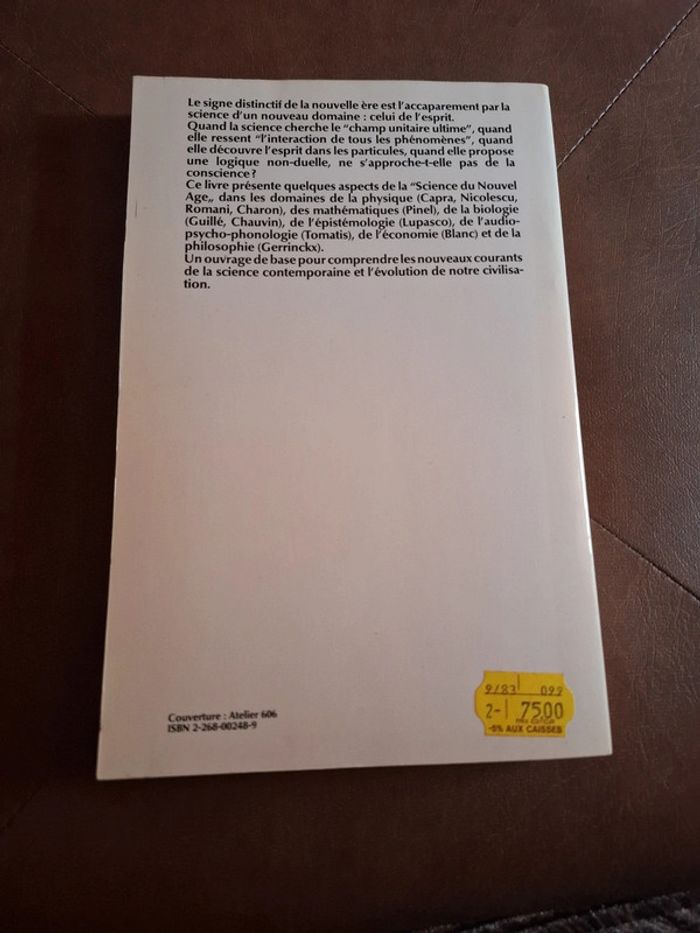 Le signe distinctif de la nouvelle ère est l'accaparement par la
science d'un nouveau domaine : celui de l'esprit.
Quand la science cherche le "champ unitaire ultime", quand
elle ressent "l'interaction de tous les phénomènes", quand
elle découvre l'esprit dans les particules, quand elle propose
une logique non-duelle, ne s'approche-t-elle pas de la
conscience ?
Ce livre présente quelques aspects de la "Science du Nouvel
Age„ dans les domaines de la physique (Capra, Nicolescu,
Romani, Charon), des mathématiques (Pinel), de la biologie
(Guillé, Chauvin), de l'épistémologie (Lupasco), de l'audio-
psycho-phonologie (Tomatis), de l'économie (Blanc) et de la
philosophie (Gerrinckx).
Un ouvrage de base pour comprendre les nouveaux courants
de la science contemporaine et l'évolution de notre civilisa-
tion.
Couverture : Atelier 606
ISBN 2-268-00248-9
9/83 092
2- 7500
PRIX EDITEUR
-5% AUX CAISSES